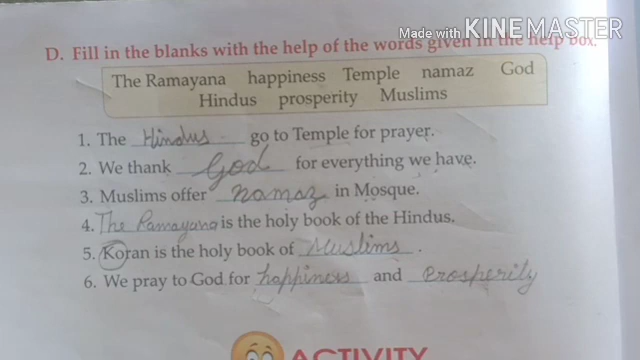 Made with KINEMASTER
D. Fill in the blanks with the help of the words given in the help box.
The Ramayana happiness Temple namaz God
Hindus prosperity Muslims
1. The Hindus go to Temple for prayer.
2. We thank God for everything we have.
3. Muslims offer namaz in Mosque.
4. The Ramayana is the holy book of the Hindus.
5. Koran is the holy book of Muslims.
6. We pray to God for happiness and Prosperity
ACTIVITY